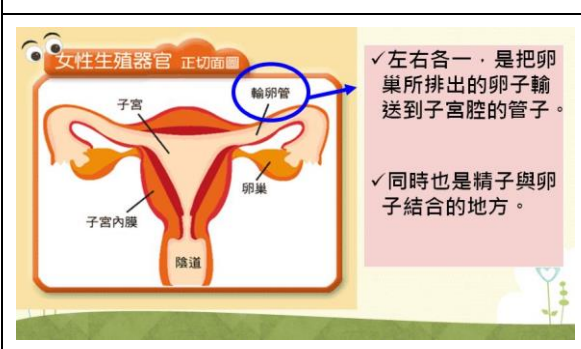 女性生殖器官 正切面圖
輸卵管
子宮
卵巢
子宮內膜
陰道
✓左右各一，是把卵
巢所排出的卵子輸
送到子宮腔的管子。
✓同時也是精子與卵
子結合的地方。